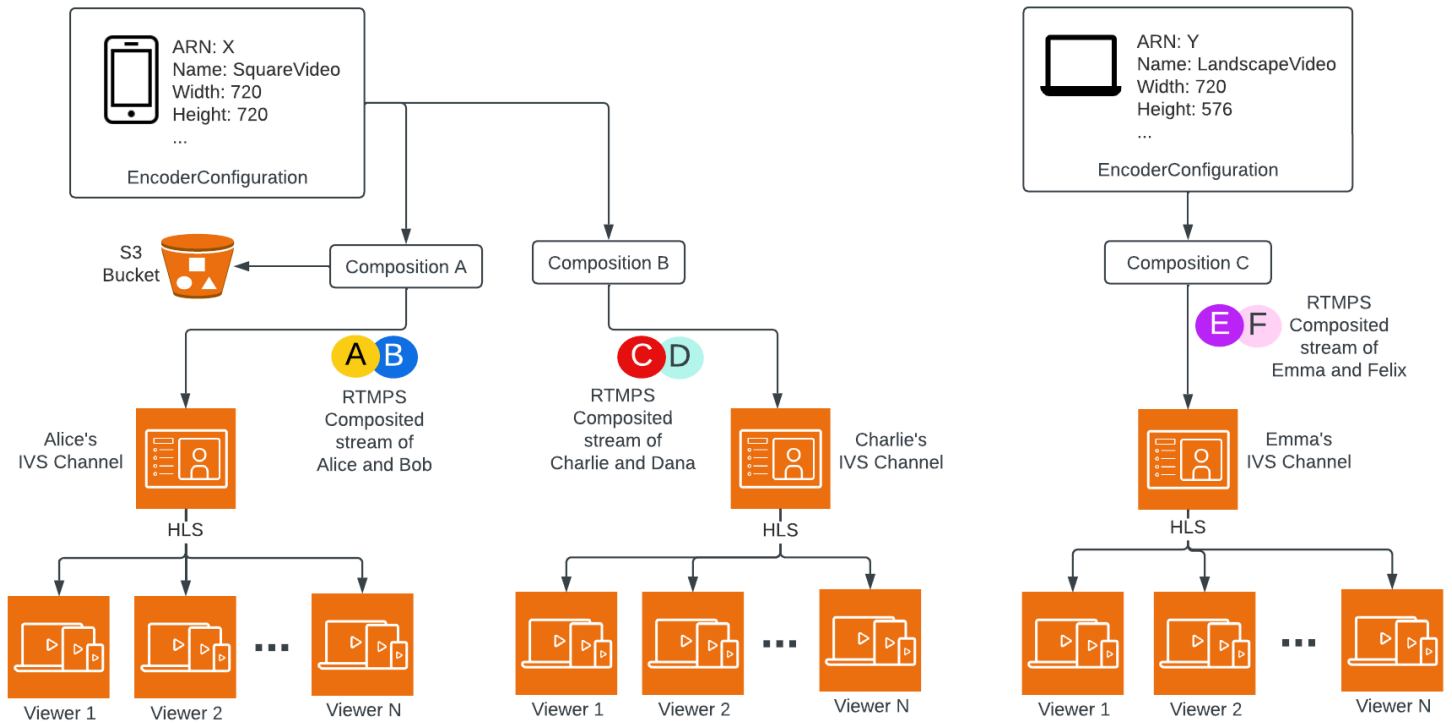 ARN: X
Name: SquareVideo
Width: 720
Height: 720
...
EncoderConfiguration
ARN: Y
Name: LandscapeVideo
Width: 720
Height: 576
...
EncoderConfiguration
S3
Bucket
Composition A
Composition B
Composition C
A B
RTMPS
Composited
stream of
Alice and Bob
C D
RTMPS
Composited
stream of
Charlie and Dana
E F
RTMPS
Composited
stream of
Emma and Felix
Alice's
IVS Channel
Charlie's
IVS Channel
Emma's
IVS Channel
HLS
HLS
HLS
...
...
...
Viewer 1
Viewer 2
Viewer N
Viewer 1
Viewer 2
Viewer N
Viewer 1
Viewer 2
Viewer N